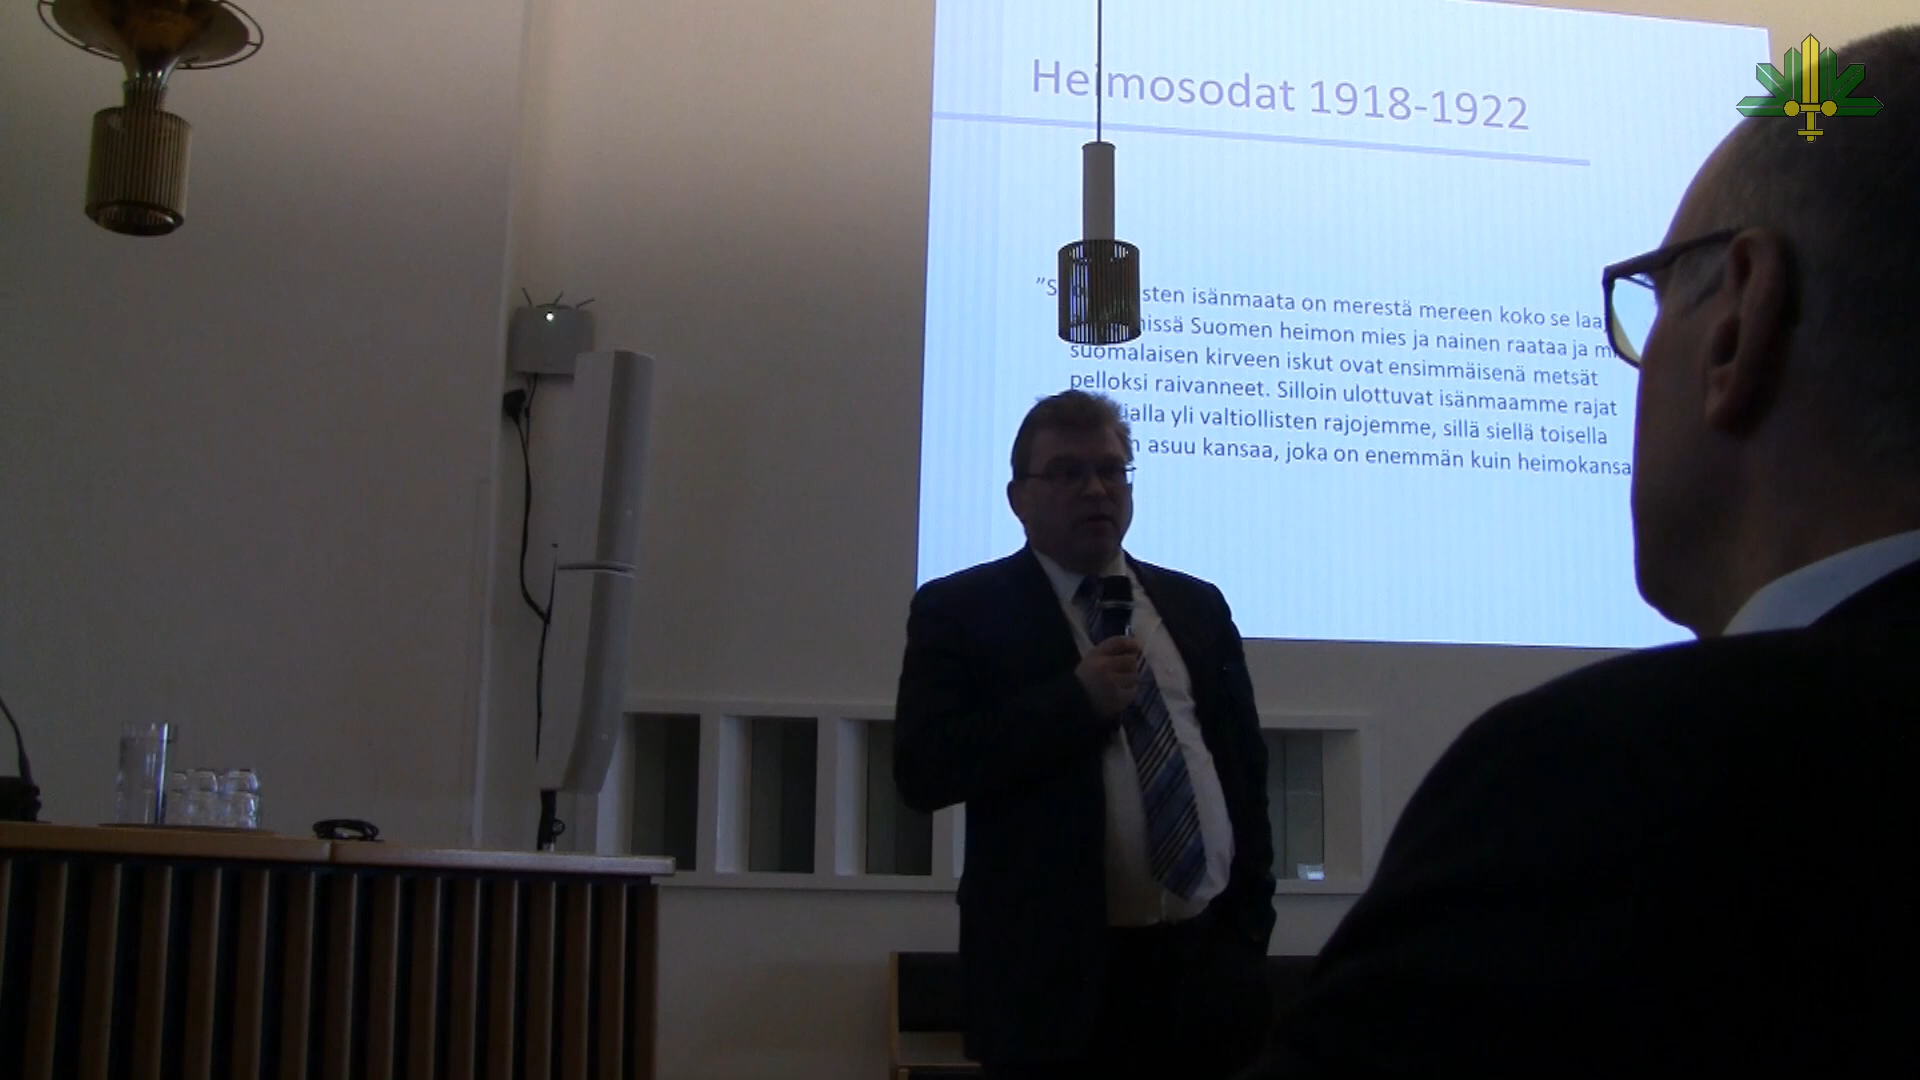 Heimosodat 1918-1922
sten isänmaata on merestä mereen koko se
missä Suomen heimon mies ja nainen raataa ja
suomalaisen kirveen iskut ovat ensimmäisenä metsät
pelloksi raivanneet. Silloin ulottuvat isänmaamme rajat
yli valtiollisten rajojemme, sillä siellä toisella
asuu kansaa, joka on enemmän kuin heimokansa